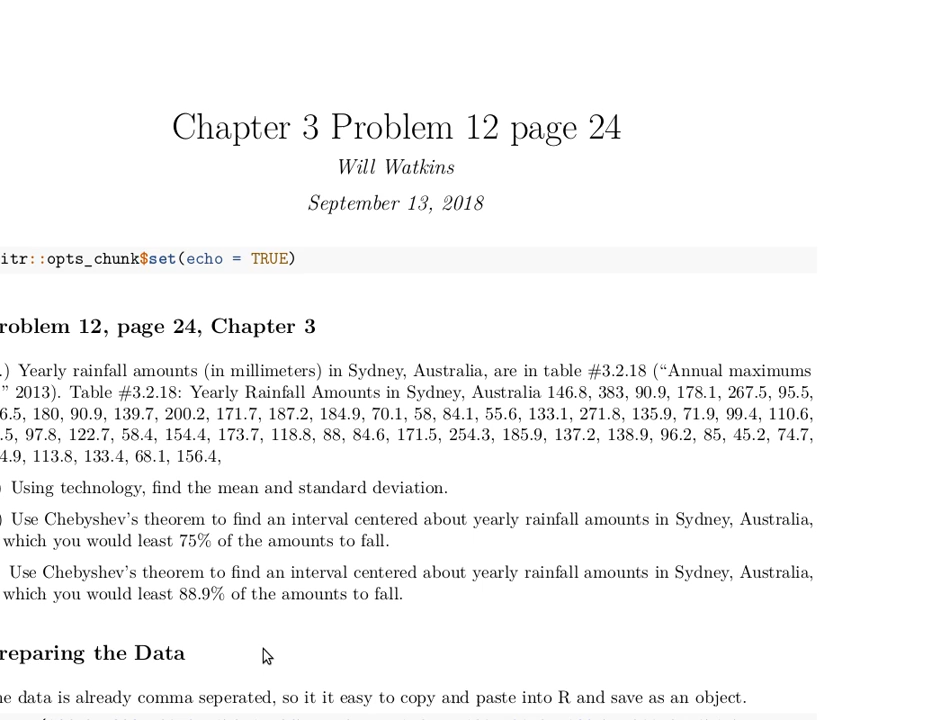 Chapter 3 Problem 12 page 24
Will Watkins
September 13, 2018
itr::opts_chunk$set(echo = TRUE)
roblem 12, page 24, Chapter 3
.) Yearly rainfall amounts (in millimeters) in Sydney, Australia, are in table #3.2.18 (“Annual maximums
” 2013). Table #3.2.18: Yearly Rainfall Amounts in Sydney, Australia 146.8, 383, 90.9, 178.1, 267.5, 95.5,
6.5, 180, 90.9, 139.7, 200.2, 171.7, 187.2, 184.9, 70.1, 58, 84.1, 55.6, 133.1, 271.8, 135.9, 71.9, 99.4, 110.6,
.5, 97.8, 122.7, 58.4, 154.4, 173.7, 118.8, 88, 84.6, 171.5, 254.3, 185.9, 137.2, 138.9, 96.2, 85, 45.2, 74.7,
4.9, 113.8, 133.4, 68.1, 156.4,
) Using technology, find the mean and standard deviation.
) Use Chebyshev’s theorem to find an interval centered about yearly rainfall amounts in Sydney, Australia,
which you would least 75% of the amounts to fall.
Use Chebyshev’s theorem to find an interval centered about yearly rainfall amounts in Sydney, Australia,
which you would least 88.9% of the amounts to fall.
reparing the Data
he data is already comma seperated, so it it easy to copy and paste into R and save as an object.